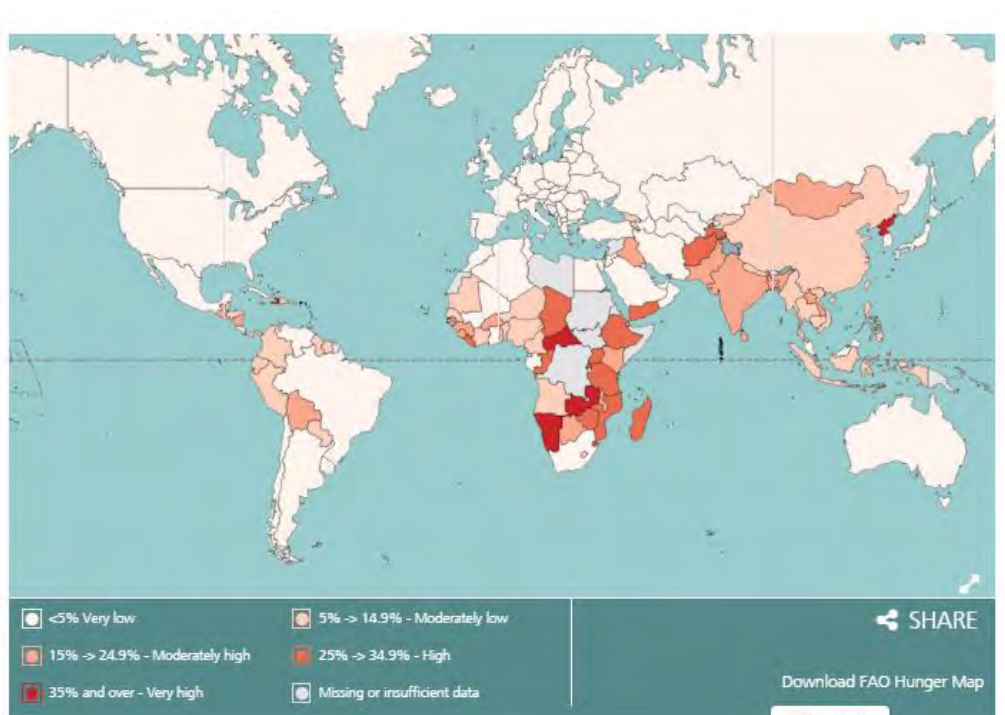 <5% Very low
5% -> 14.9% - Moderately low
15% -> 24.9% - Moderately high
25% -> 34.9% - High
35% and over - Very high
Missing or insufficient data
SHARE
Download FAO Hunger Map